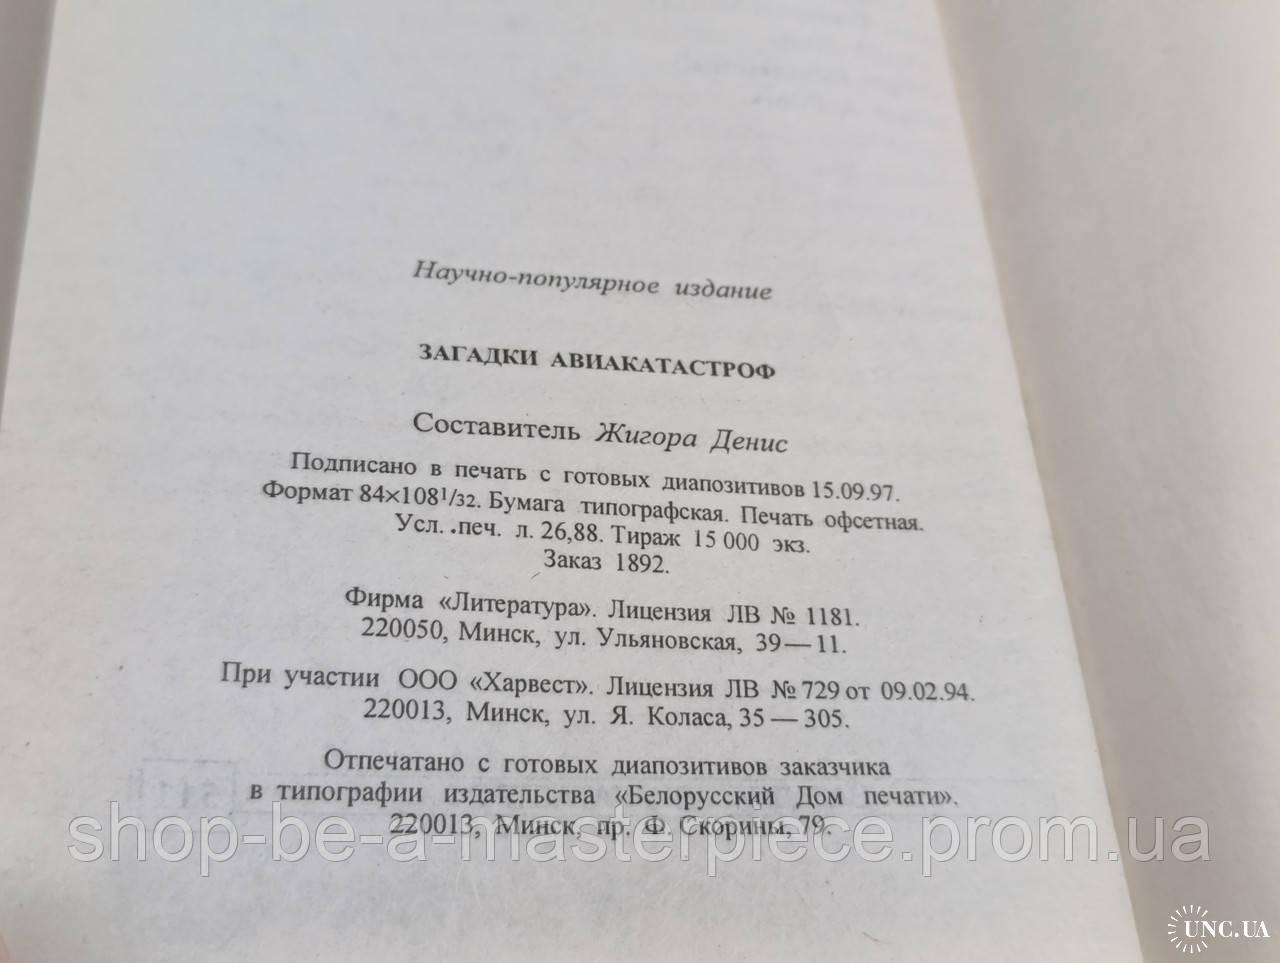 Научно-популярное издание
ЗАГАДКИ АВИАКАТАСТРОФ
Составитель Жигора Денис
Подписано в печать с готовых диапозитивов 15.09.97.
Формат 84×108¹/₃₂. Бумага типографская. Печать офсетная.
Усл. печ. л. 26,88. Тираж 15 000 экз.
Заказ 1892.
Фирма «Литература». Лицензия ЛВ № 1181.
220050, Минск, ул. Ульяновская, 39—11.
При участии ООО «Харвест». Лицензия ЛВ № 729 от 09.02.94.
220013, Минск, ул. Я. Коласа, 35 — 305.
Отпечатано с готовых диапозитивов заказчика
в типографии издательства «Белорусский Дом печати».
220013, Минск, пр. Ф. Скорины, 79.
shop-be-a-masterpiece.prom.ua
UNC.UA